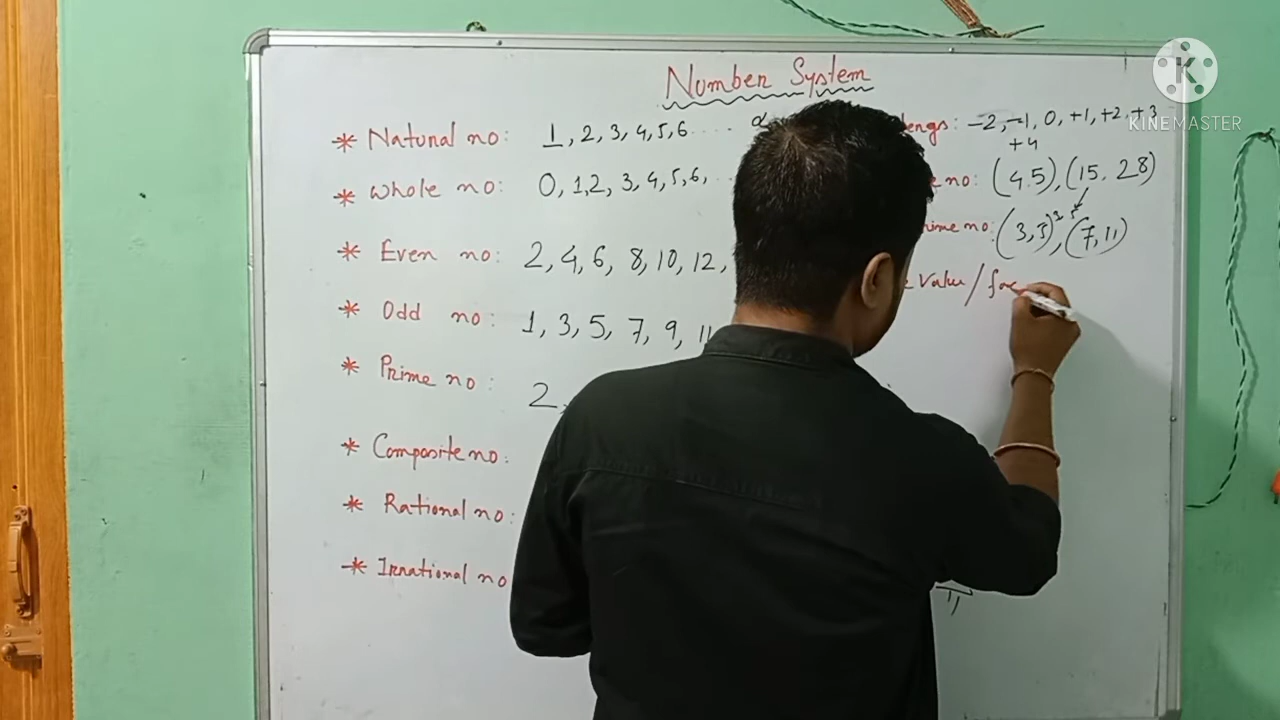 Number System
* Natural no: 1, 2, 3, 4, 5, 6 .... α
* Whole no: 0, 1, 2, 3, 4, 5, 6, ..
* Even no: 2, 4, 6, 8, 10, 12,
* Odd no: 1, 3, 5, 7, 9, 11
* Prime no: 2,
* Composite no:
* Rational no:
* Irrational no
engs: -2, -1, 0, +1, +2, +3
+4
no: (4.5), (15, 28)
rime no: (3,5), (7,11)
Value/fac
π
K
KINEMASTER